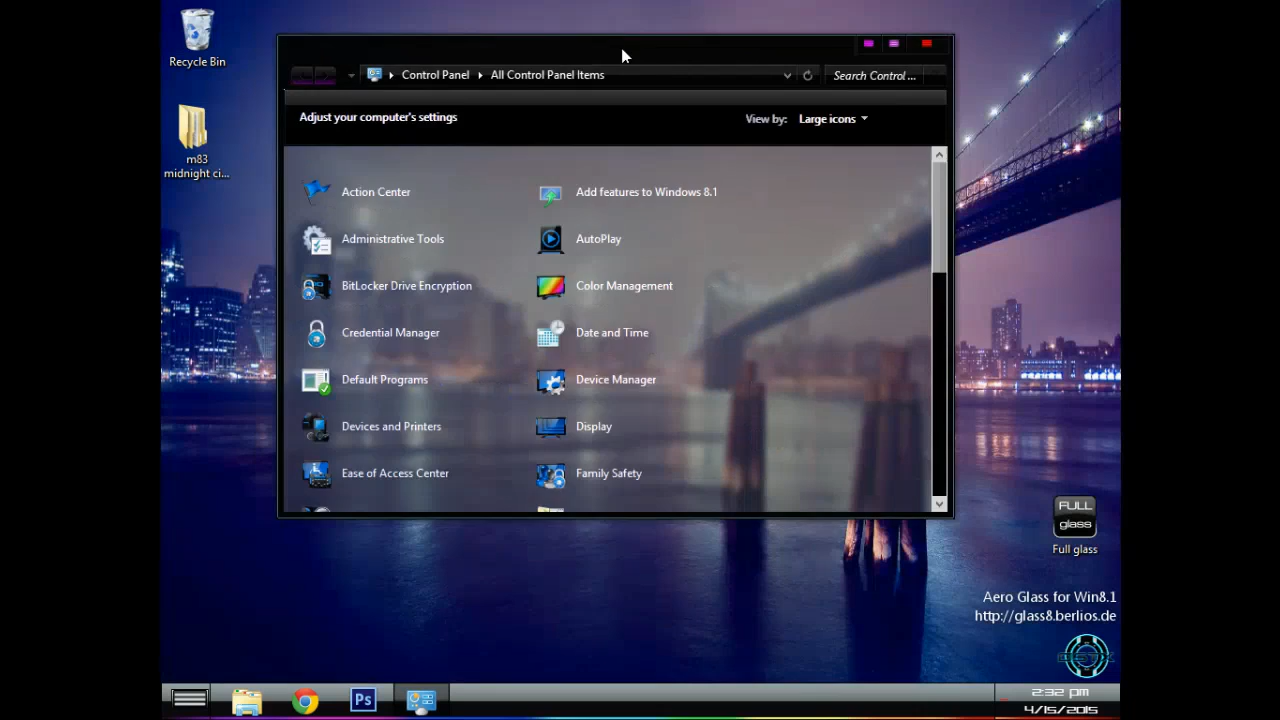 Recycle Bin
m83
midnight ci...
Control Panel
All Control Panel Items
Search Control ...
Adjust your computer's settings
View by:
Large icons
Action Center
Add features to Windows 8.1
Administrative Tools
AutoPlay
BitLocker Drive Encryption
Color Management
Credential Manager
Date and Time
Default Programs
Device Manager
Devices and Printers
Display
Ease of Access Center
Family Safety
FULL
glass
Full glass
Aero Glass for Win8.1
http://glass8.berlios.de
Ps
2:32 pm
4/15/2015